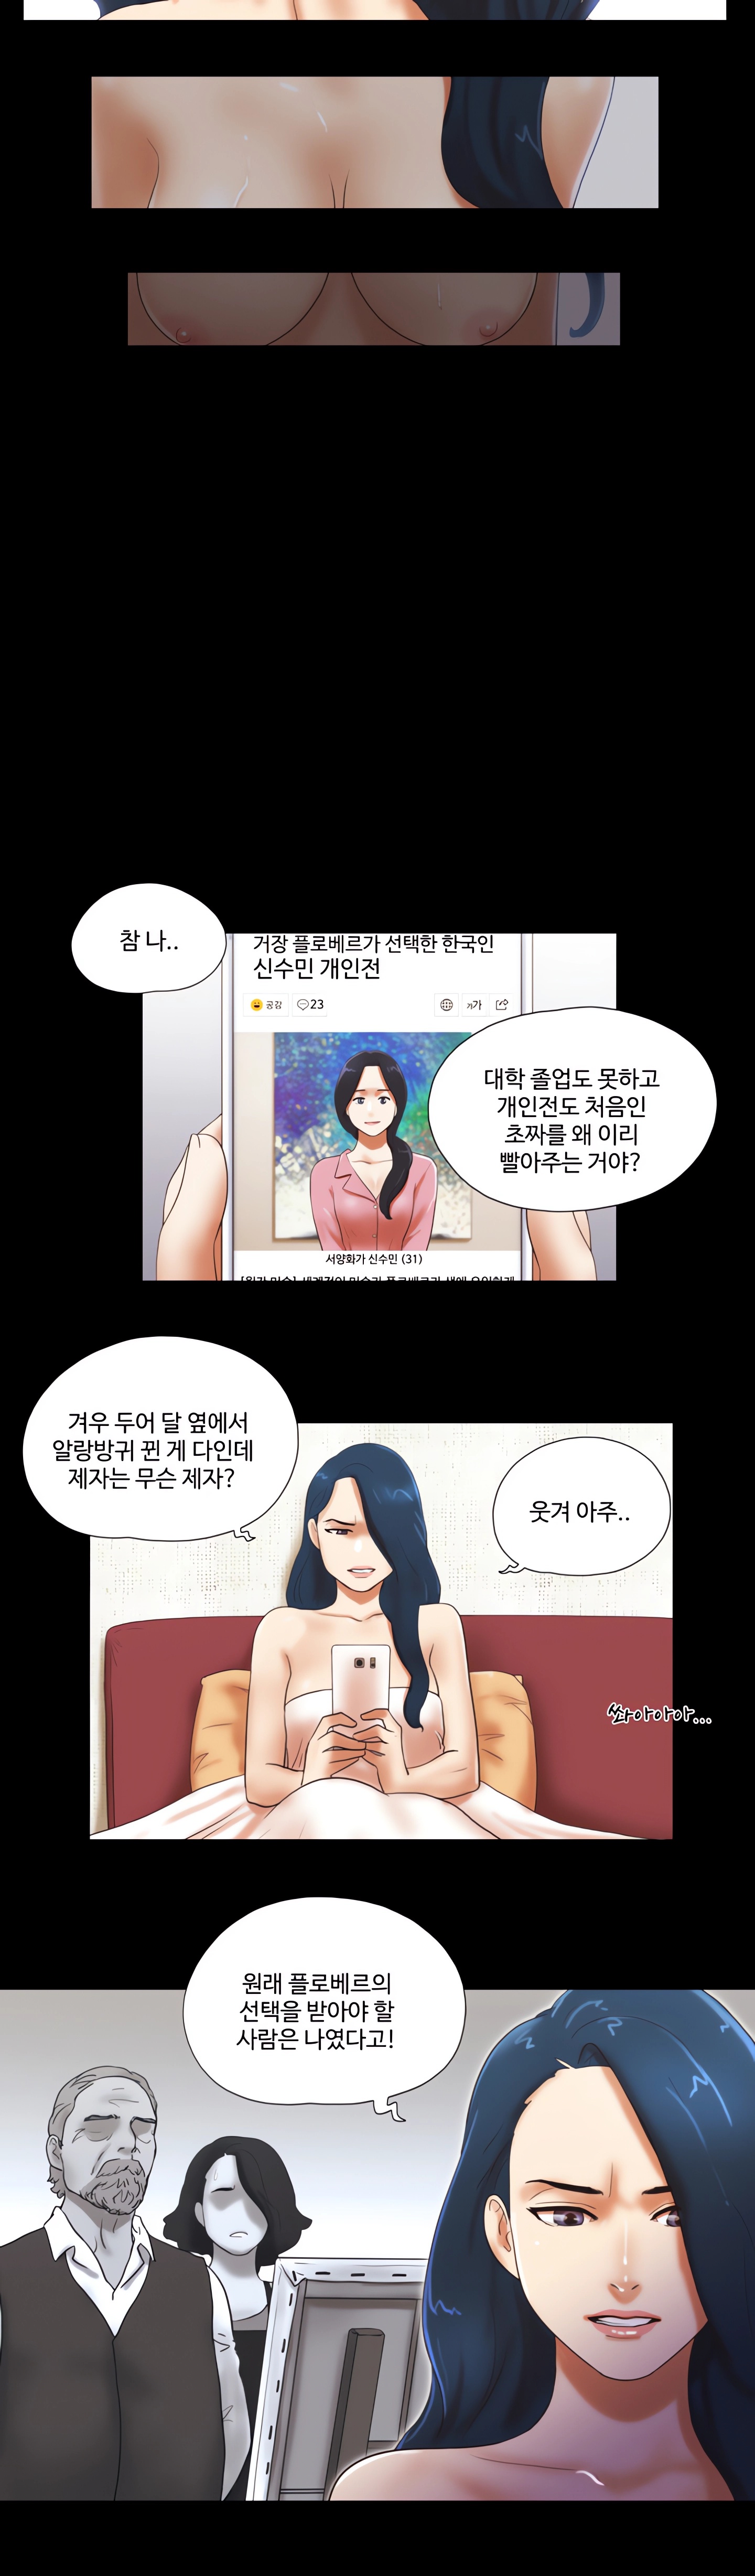 참 나..
거장 플로베르가 선택한 한국인
신수민 개인전
공감
23
가가
대학 졸업도 못하고
개인전도 처음인
초짜를 왜 이리
빨아주는 거야?
서양화가 신수민 (31)
겨우 두어 달 옆에서
알랑방귀 뀐 게 다인데
제자는 무슨 제자?
웃겨 아주..
쏴아아아...
원래 플로베르의
선택을 받아야 할
사람은 나였다고!